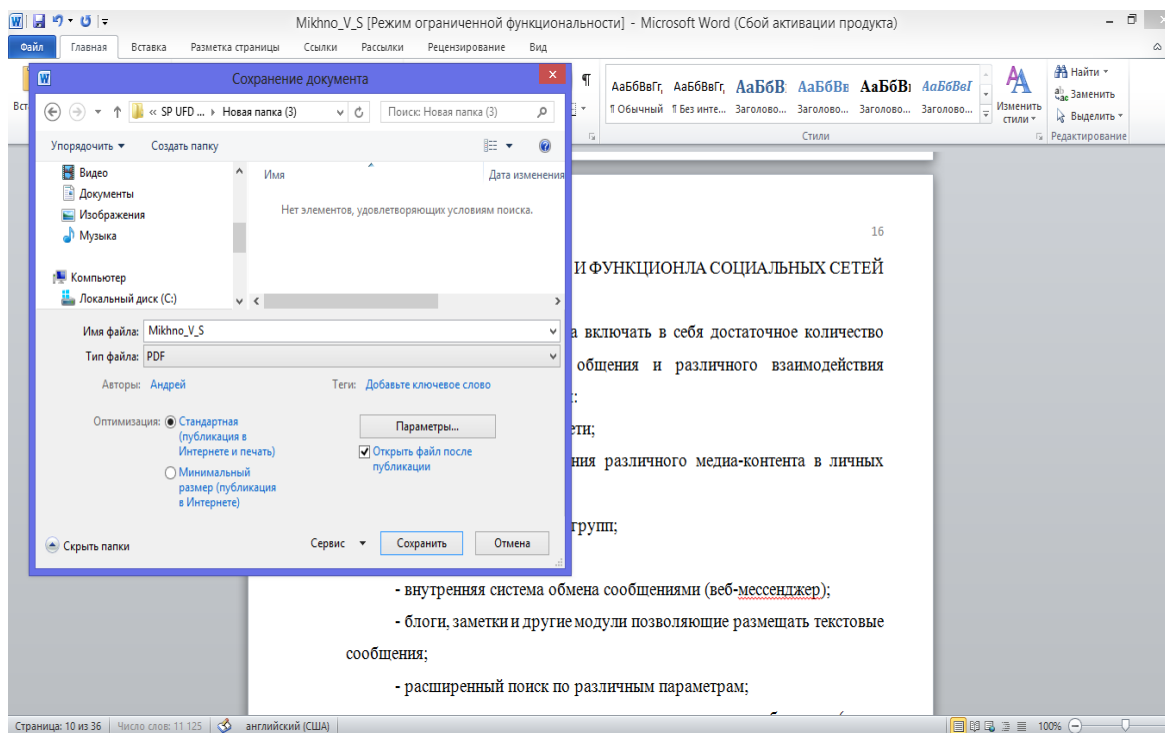 Mikhno_V_S [Режим ограниченной функциональности] - Microsoft Word (Сбой активации продукта)
Файл Главная Вставка Разметка страницы Ссылки Рассылки Рецензирование Вид
АаБбВвГг, АаБбВвГг, АаБбВ АаБбВв АаБбВ АаБбВвІ
¶ Обычный ¶ Без инте... Заголово... Заголово... Заголово... Заголово...
Стили
Изменить стили
Найти
Заменить
Выделить
Редактирование
Сохранение документа
« SP UFD ... Новая папка (3)
Поиск: Новая папка (3)
Упорядочить Создать папку
Видео
Документы
Изображения
Музыка
Компьютер
Локальный диск (C:)
Имя Дата изменения
Нет элементов, удовлетворяющих условиям поиска.
Имя файла: Mikhno_V_S
Тип файла: PDF
Авторы: Андрей
Теги: Добавьте ключевое слово
Оптимизация: Стандартная
(публикация в
Интернете и печать)
Минимальный
размер (публикация
в Интернете)
Параметры...
Открыть файл после
публикации
Скрыть папки
Сервис Сохранить Отмена
16
И ФУНКЦИОНЛА СОЦИАЛЬНЫХ СЕТЕЙ
включать в себя достаточное количество
общения и различного взаимодействия
различного медиа-контента в личных
групп;
- внутренняя система обмена сообщениями (веб-мессенджер);
- блоги, заметки и другие модули позволяющие размещать текстовые
сообщения;
- расширенный поиск по различным параметрам;
Страница: 10 из 36 Число слов: 11 125 английский (США) 100%